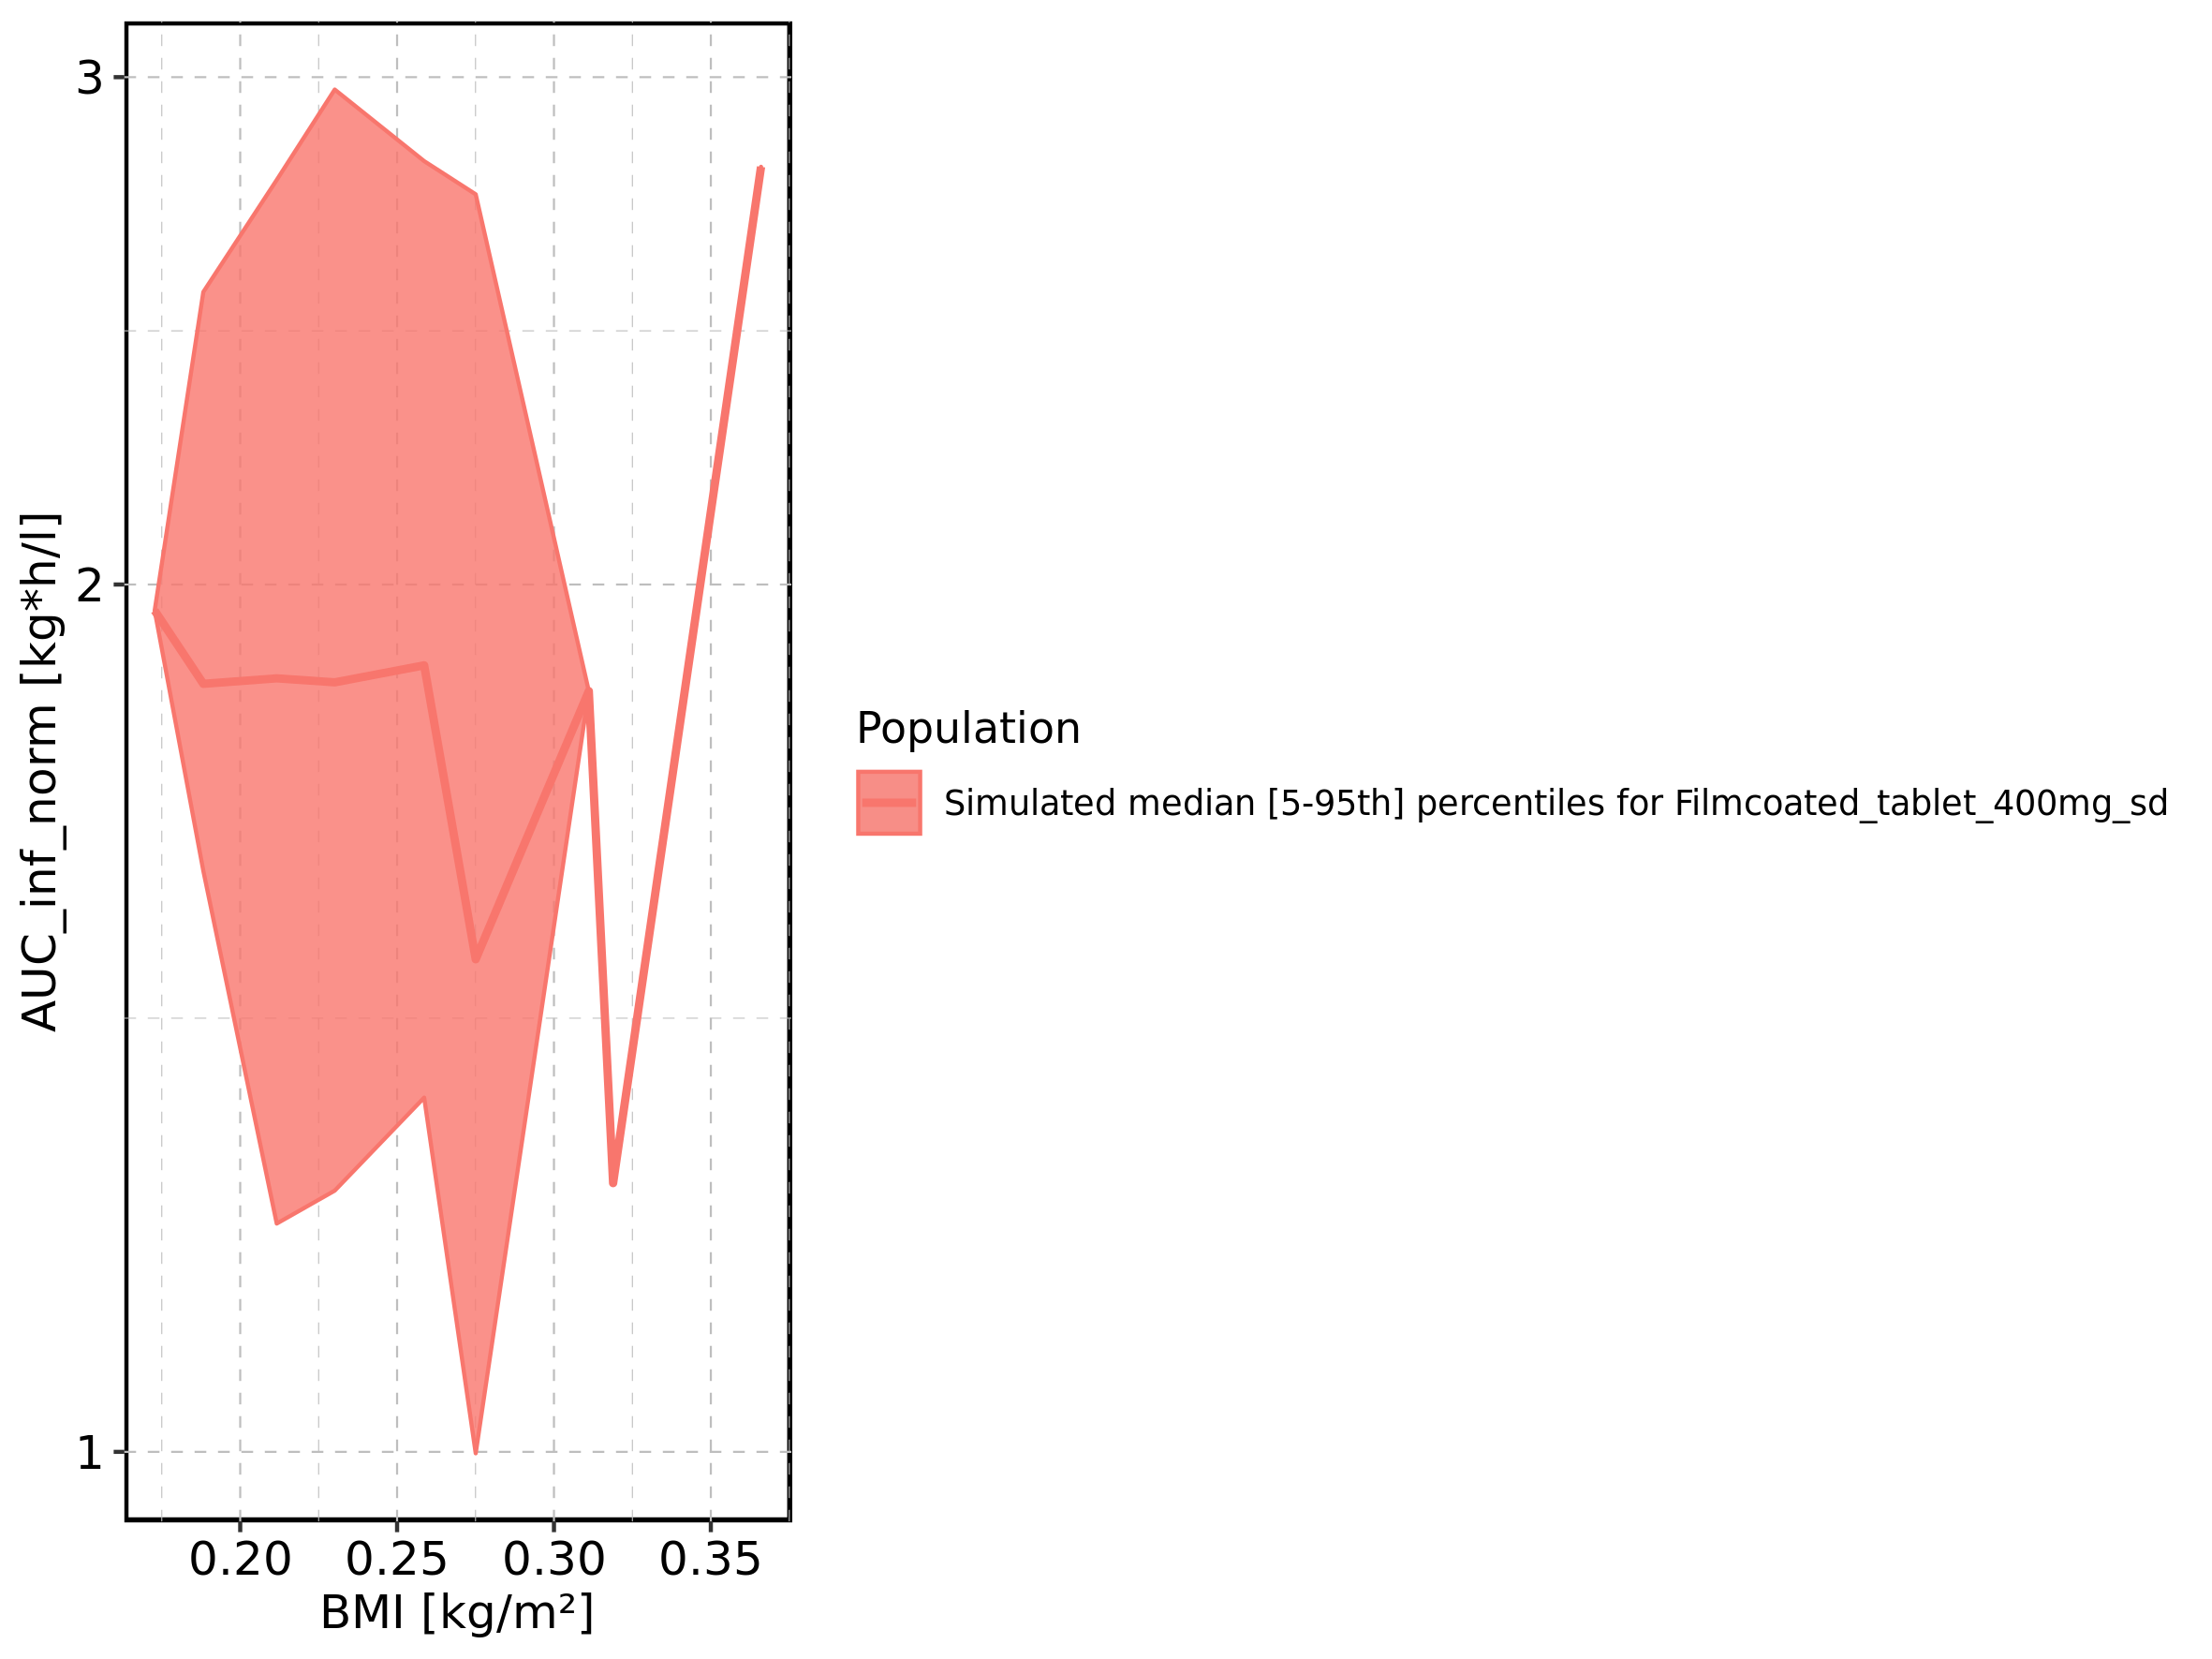 3
2
1
AUC_inf_norm [kg*h/l]
0.20 0.25 0.30 0.35
BMI [kg/m²]
Population
Simulated median [5-95th] percentiles for Filmcoated_tablet_400mg_sd